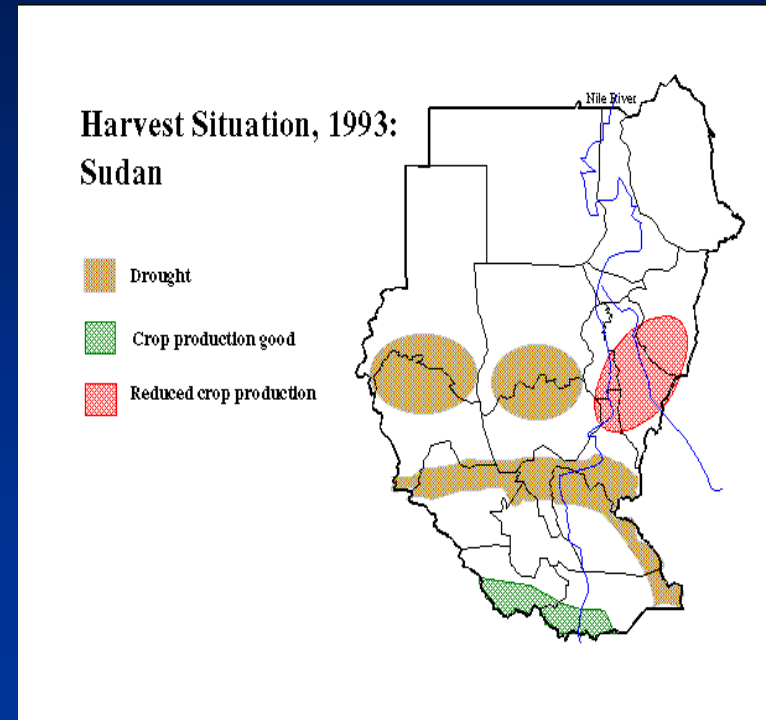 Nile River
Harvest Situation, 1993:
Sudan
Drought
Crop production good
Reduced crop production